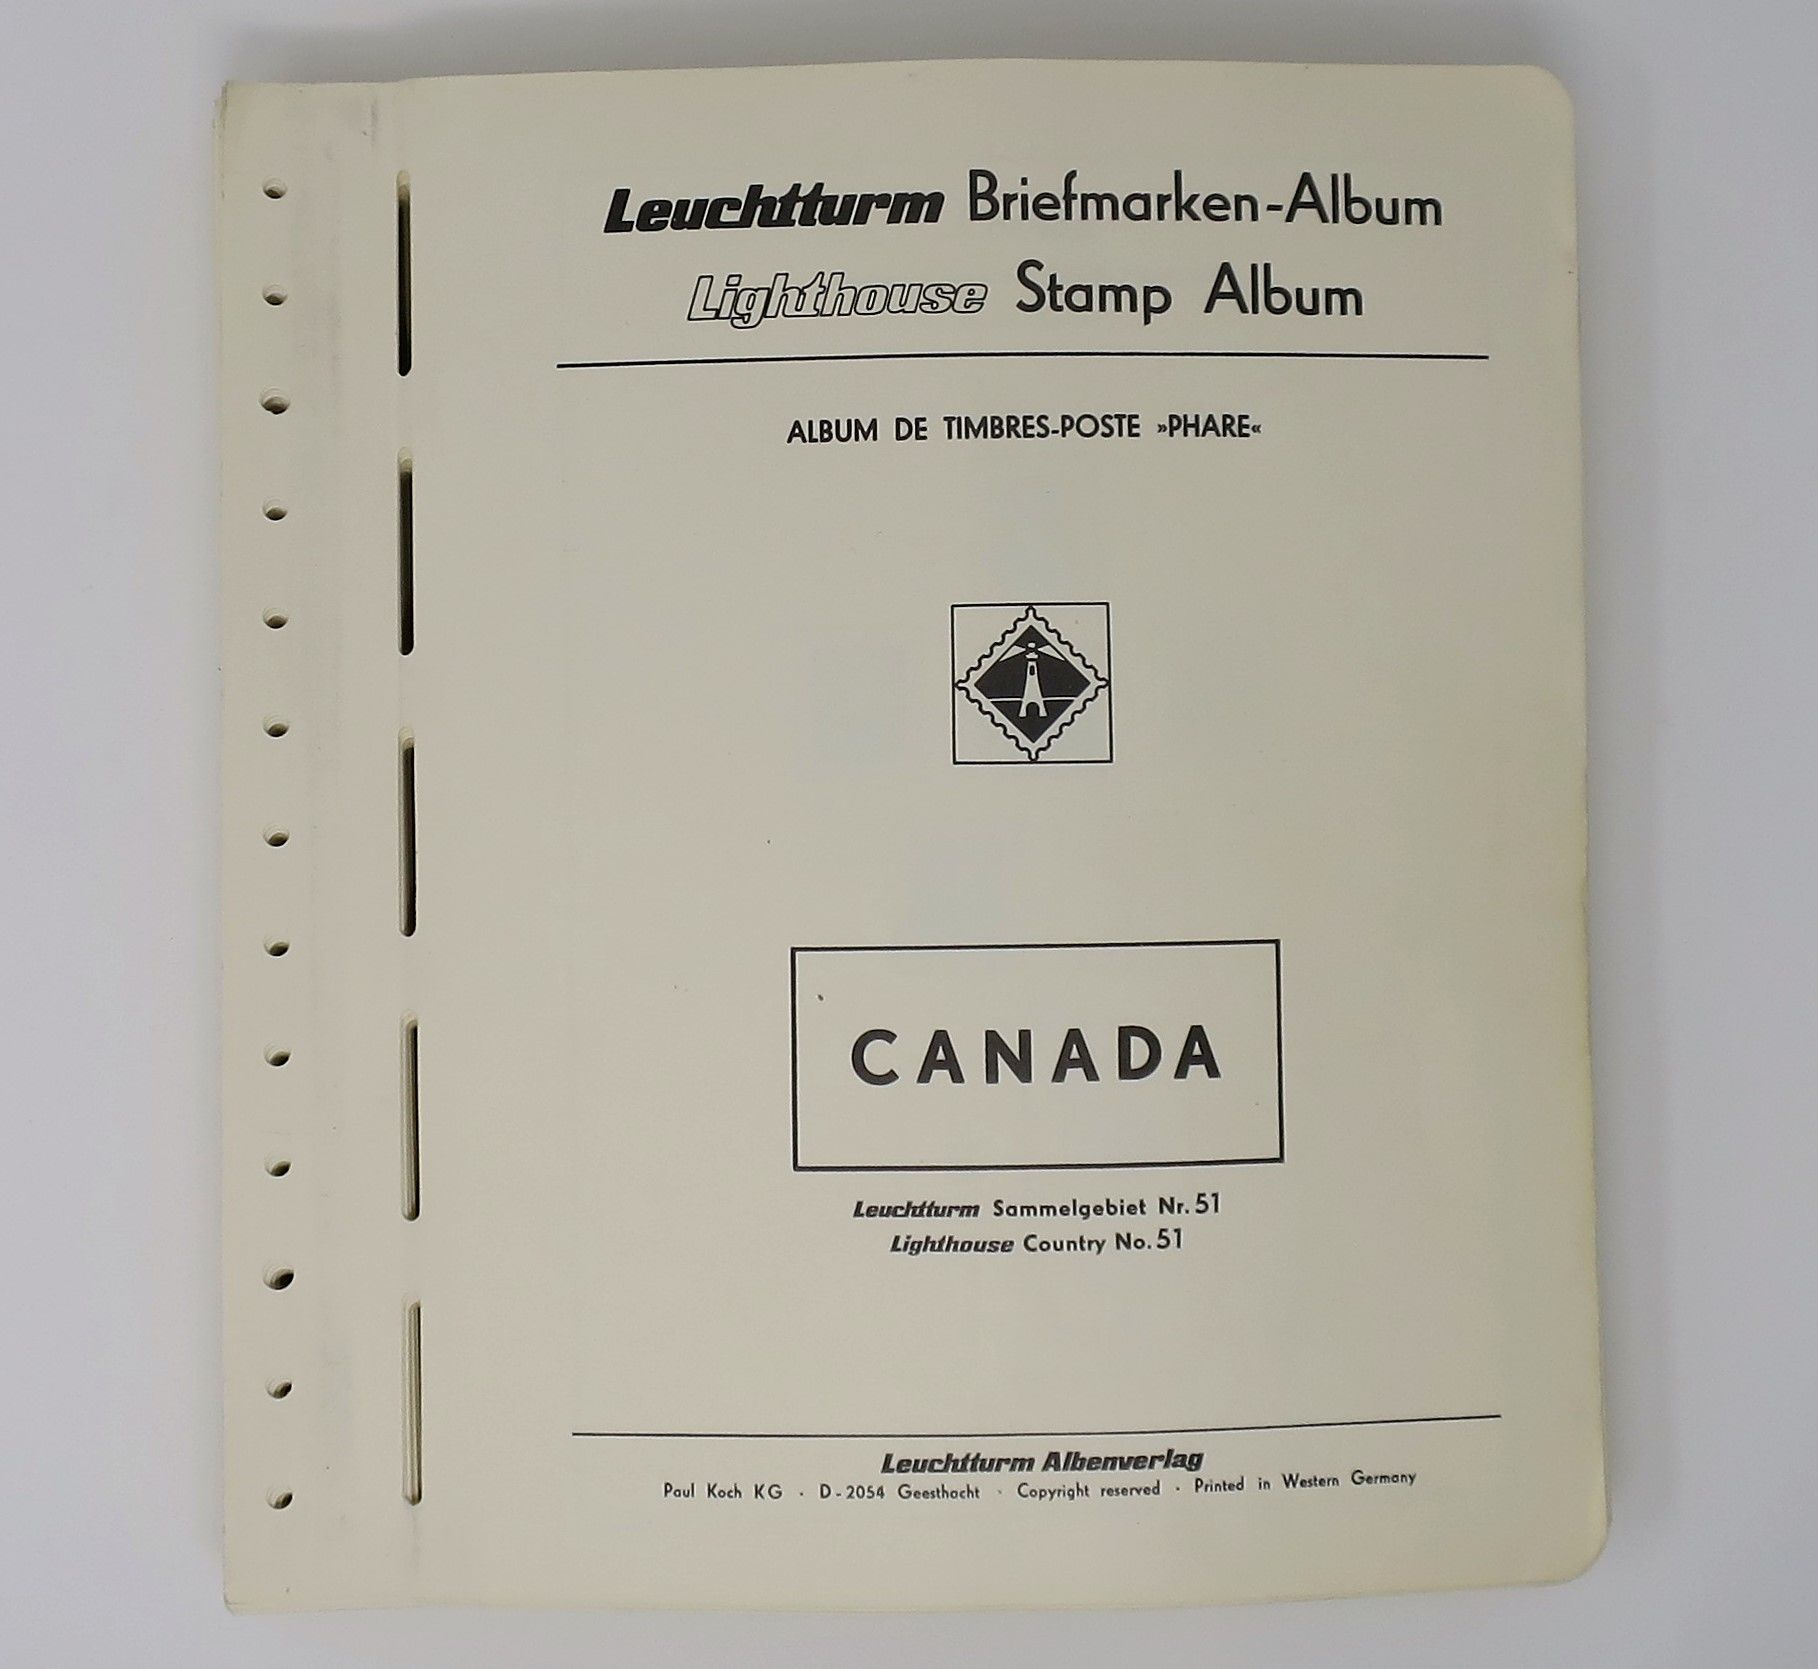 Leuchtturm Briefmarken-Album
Lighthouse Stamp Album
ALBUM DE TIMBRES-POSTE »PHARE«
CANADA
Leuchtturm Sammelgebiet Nr. 51
Lighthouse Country No. 51
Leuchtturm Albenverlag
Paul Koch KG · D-2054 Geesthacht · Copyright reserved · Printed in Western Germany